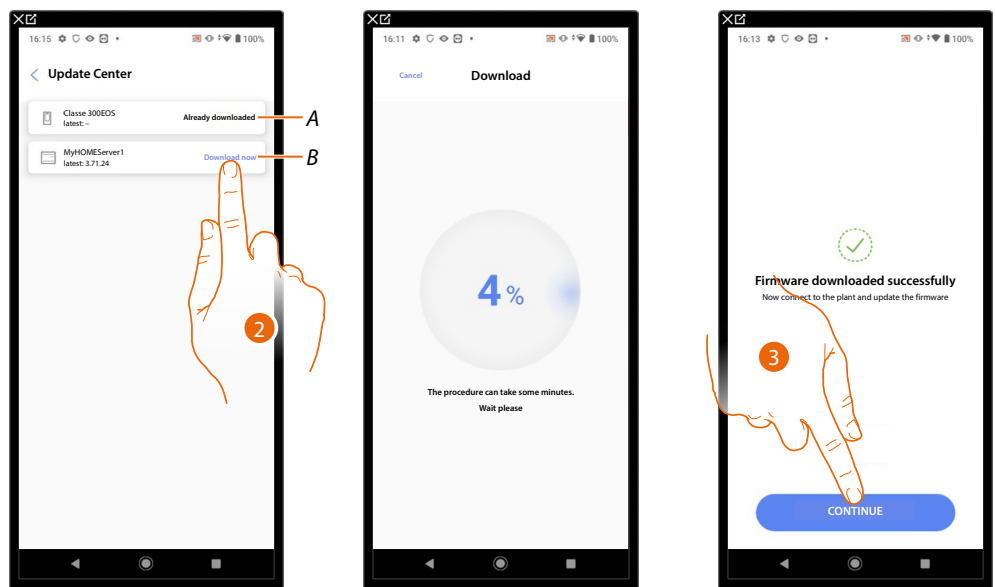 16:15
100%
Update Center
Classe 300EOS
latest: –
Already downloaded
A
MyHOMEServer1
latest: 3.71.24
Download now
B
2
16:11
100%
Cancel
Download
4 %
The procedure can take some minutes.
Wait please
16:13
100%
Firmware downloaded successfully
Now connect to the plant and update the firmware
3
CONTINUE